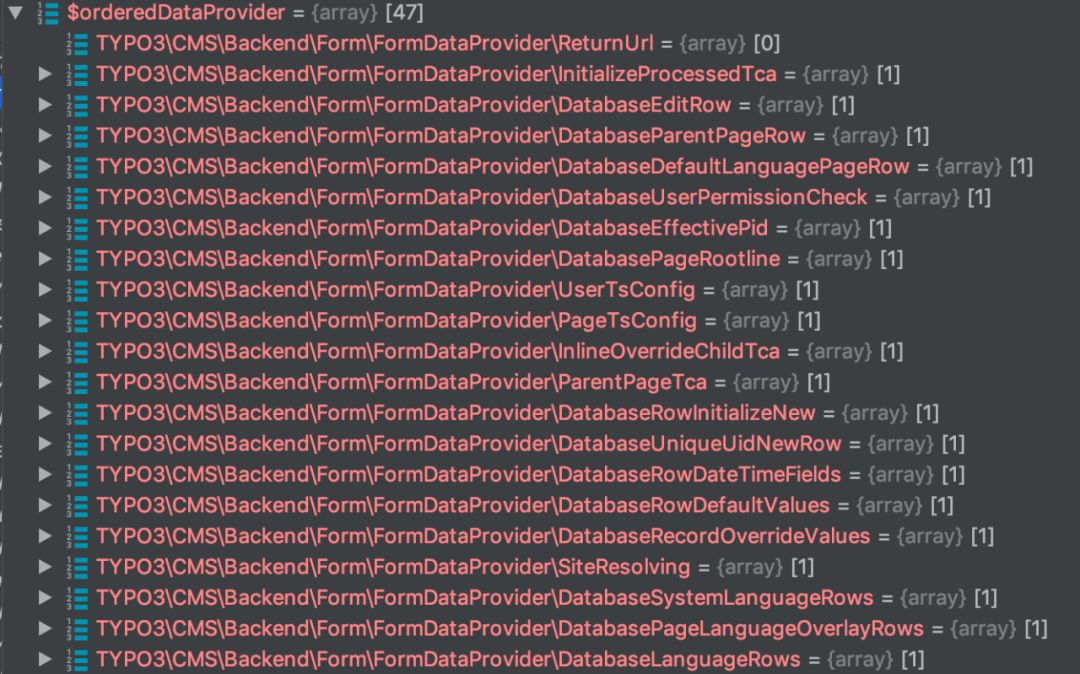 $orderedDataProvider = {array} [47]
TYPO3\CMS\Backend\Form\FormDataProvider\ReturnUrl = {array} [0]
TYPO3\CMS\Backend\Form\FormDataProvider\InitializeProcessedTca = {array} [1]
TYPO3\CMS\Backend\Form\FormDataProvider\DatabaseEditRow = {array} [1]
TYPO3\CMS\Backend\Form\FormDataProvider\DatabaseParentPageRow = {array} [1]
TYPO3\CMS\Backend\Form\FormDataProvider\DatabaseDefaultLanguagePageRow = {array} [1]
TYPO3\CMS\Backend\Form\FormDataProvider\DatabaseUserPermissionCheck = {array} [1]
TYPO3\CMS\Backend\Form\FormDataProvider\DatabaseEffectivePid = {array} [1]
TYPO3\CMS\Backend\Form\FormDataProvider\DatabasePageRootline = {array} [1]
TYPO3\CMS\Backend\Form\FormDataProvider\UserTsConfig = {array} [1]
TYPO3\CMS\Backend\Form\FormDataProvider\PageTsConfig = {array} [1]
TYPO3\CMS\Backend\Form\FormDataProvider\InlineOverrideChildTca = {array} [1]
TYPO3\CMS\Backend\Form\FormDataProvider\ParentPageTca = {array} [1]
TYPO3\CMS\Backend\Form\FormDataProvider\DatabaseRowInitializeNew = {array} [1]
TYPO3\CMS\Backend\Form\FormDataProvider\DatabaseUniqueUidNewRow = {array} [1]
TYPO3\CMS\Backend\Form\FormDataProvider\DatabaseRowDateTimeFields = {array} [1]
TYPO3\CMS\Backend\Form\FormDataProvider\DatabaseRowDefaultValues = {array} [1]
TYPO3\CMS\Backend\Form\FormDataProvider\DatabaseRecordOverrideValues = {array} [1]
TYPO3\CMS\Backend\Form\FormDataProvider\SiteResolving = {array} [1]
TYPO3\CMS\Backend\Form\FormDataProvider\DatabaseSystemLanguageRows = {array} [1]
TYPO3\CMS\Backend\Form\FormDataProvider\DatabasePageLanguageOverlayRows = {array} [1]
TYPO3\CMS\Backend\Form\FormDataProvider\DatabaseLanguageRows = {array} [1]